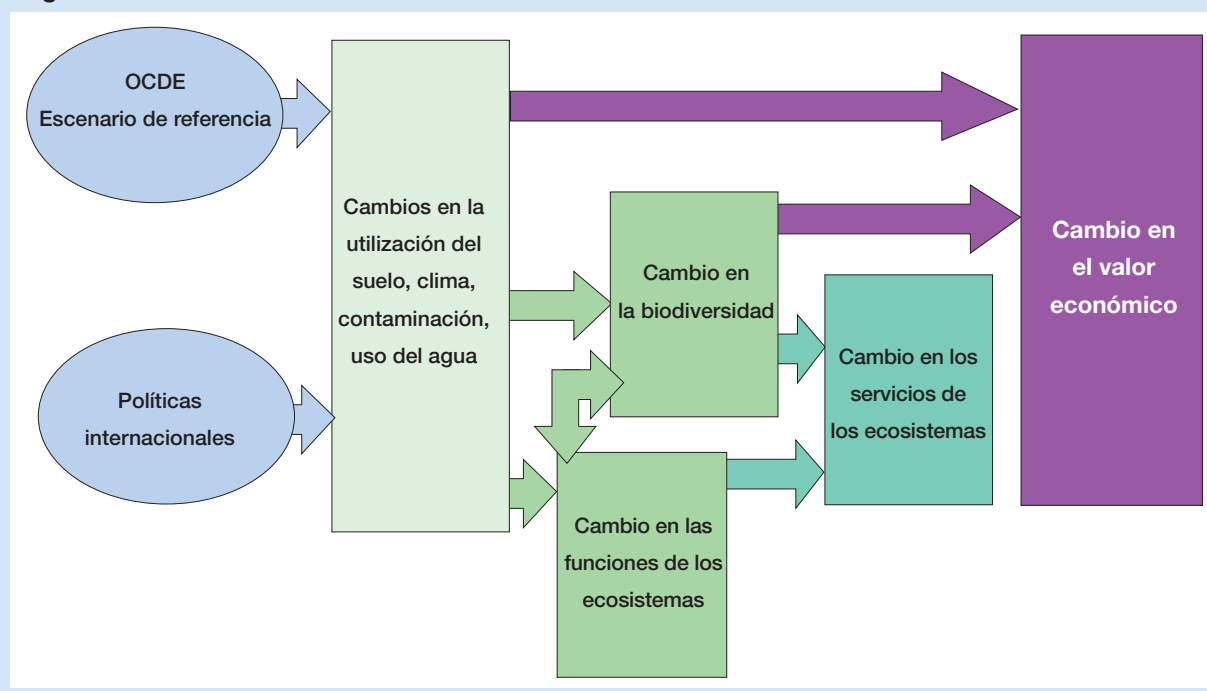 OCDE
Escenario de referencia
Políticas
internacionales
Cambios en la
utilización del
suelo, clima,
contaminación,
uso del agua
Cambio en
la biodiversidad
Cambio en las
funciones de los
ecosistemas
Cambio en los
servicios de
los ecosistemas
Cambio en
el valor
económico